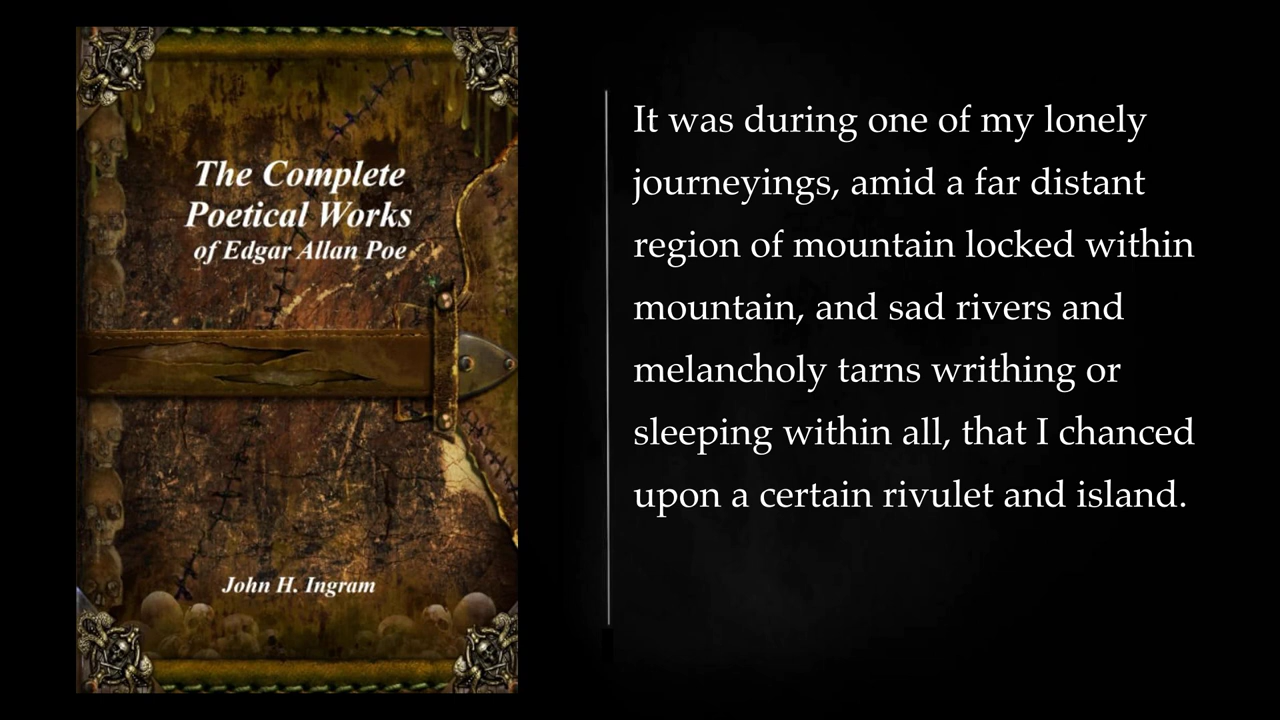 The Complete
Poetical Works
of Edgar Allan Poe
John H. Ingram
It was during one of my lonely
journeyings, amid a far distant
region of mountain locked within
mountain, and sad rivers and
melancholy tarns writhing or
sleeping within all, that I chanced
upon a certain rivulet and island.